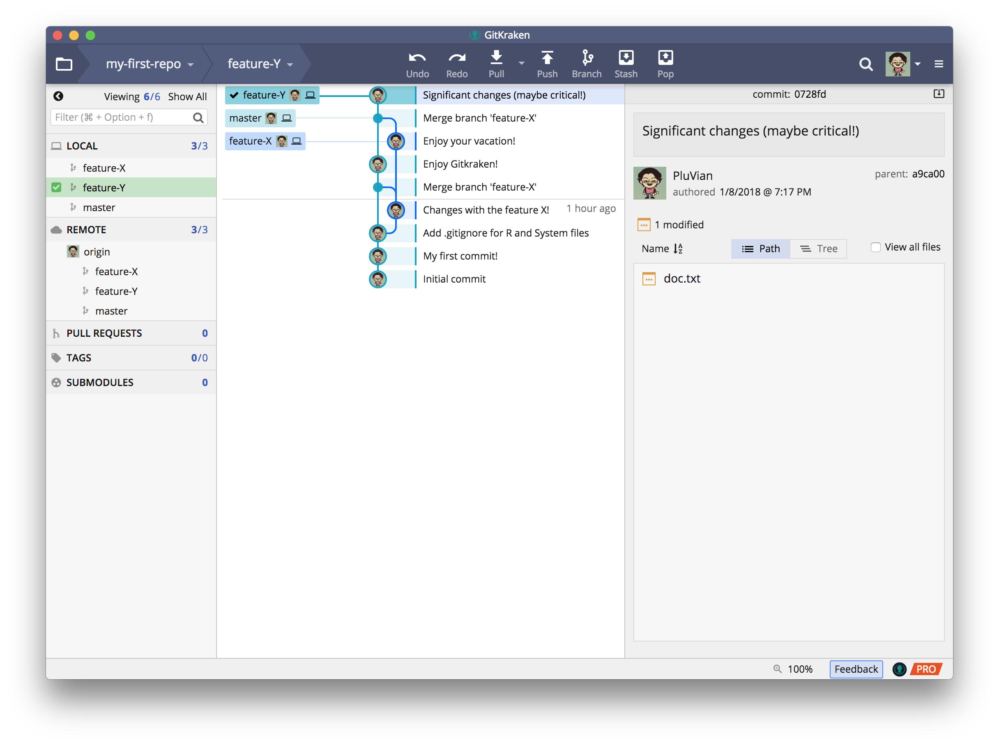 GitKraken
my-first-repo
feature-Y
Undo
Redo
Pull
Push
Branch
Stash
Pop
Viewing 6/6 Show All
Filter (⌘ + Option + f)
LOCAL 3/3
feature-X
feature-Y
master
REMOTE 3/3
origin
feature-X
feature-Y
master
PULL REQUESTS 0
TAGS 0/0
SUBMODULES 0
feature-Y Significant changes (maybe critical!)
master Merge branch 'feature-X'
feature-X Enjoy your vacation!
Enjoy Gitkraken!
Merge branch 'feature-X'
Changes with the feature X! 1 hour ago
Add .gitignore for R and System files
My first commit!
Initial commit
commit: 0728fd
Significant changes (maybe critical!)
PluVian parent: a9ca00
authored 1/8/2018 @ 7:17 PM
1 modified
Name Path Tree View all files
doc.txt
100% Feedback PRO